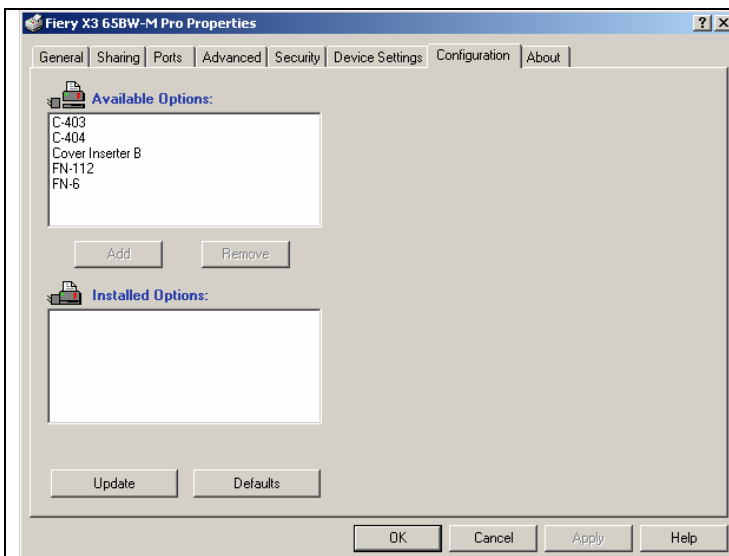 Fiery X3 65BW-M Pro Properties
General Sharing Ports Advanced Security Device Settings Configuration About
Available Options:
C-403
C-404
Cover Inserter B
FN-112
FN-6
Add Remove
Installed Options:
Update Defaults
OK Cancel Apply Help